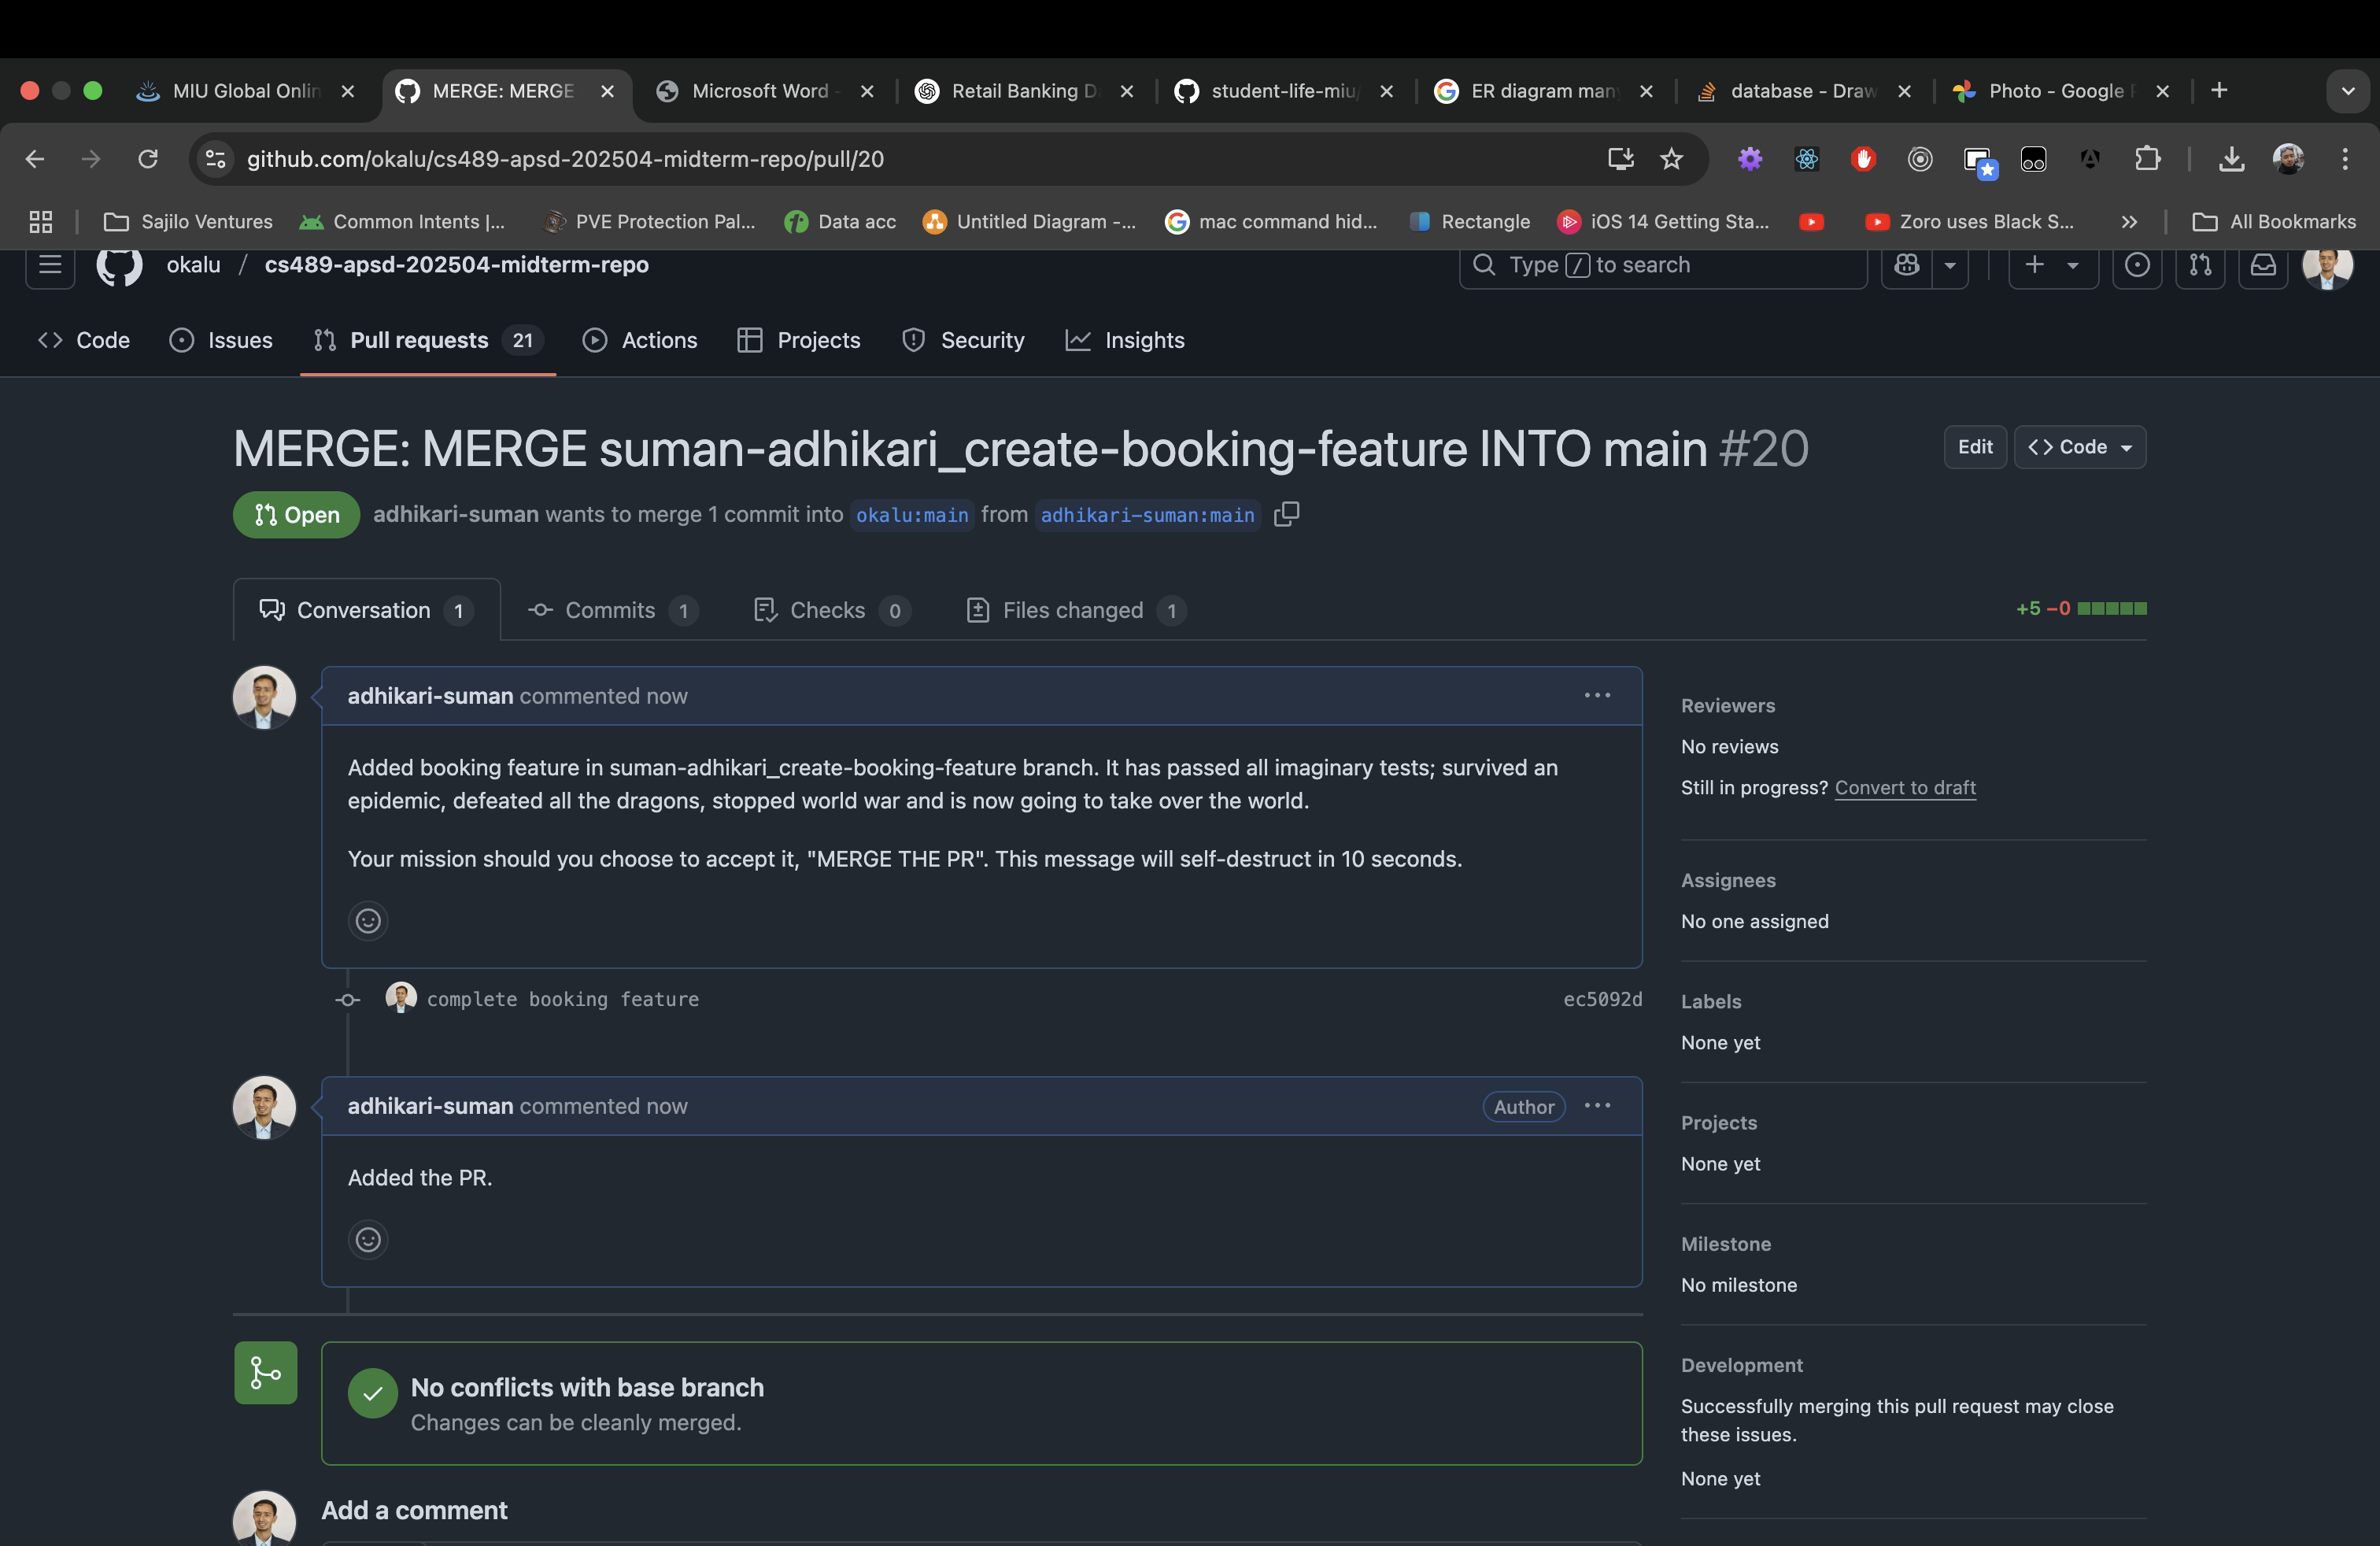 MIU Global Onlin
MERGE: MERGE
Microsoft Word -
Retail Banking D
student-life-miu/
ER diagram man
database - Draw
Photo - Google P
github.com/okalu/cs489-apsd-202504-midterm-repo/pull/20
Sajilo Ventures
Common Intents |...
PVE Protection Pal...
Data acc
Untitled Diagram -...
mac command hid...
Rectangle
iOS 14 Getting Sta...
Zoro uses Black S...
All Bookmarks
okalu / cs489-apsd-202504-midterm-repo
Type / to search
Code
Issues
Pull requests 21
Actions
Projects
Security
Insights
MERGE: MERGE suman-adhikari_create-booking-feature INTO main #20
Edit
Code
Open
adhikari-suman wants to merge 1 commit into okalu:main from adhikari-suman:main
Conversation 1
Commits 1
Checks 0
Files changed 1
+5 −0
adhikari-suman commented now
Added booking feature in suman-adhikari_create-booking-feature branch. It has passed all imaginary tests; survived an
epidemic, defeated all the dragons, stopped world war and is now going to take over the world.
Your mission should you choose to accept it, "MERGE THE PR". This message will self-destruct in 10 seconds.
complete booking feature
ec5092d
adhikari-suman commented now
Author
Added the PR.
No conflicts with base branch
Changes can be cleanly merged.
Add a comment
Reviewers
No reviews
Still in progress? Convert to draft
Assignees
No one assigned
Labels
None yet
Projects
None yet
Milestone
No milestone
Development
Successfully merging this pull request may close
these issues.
None yet